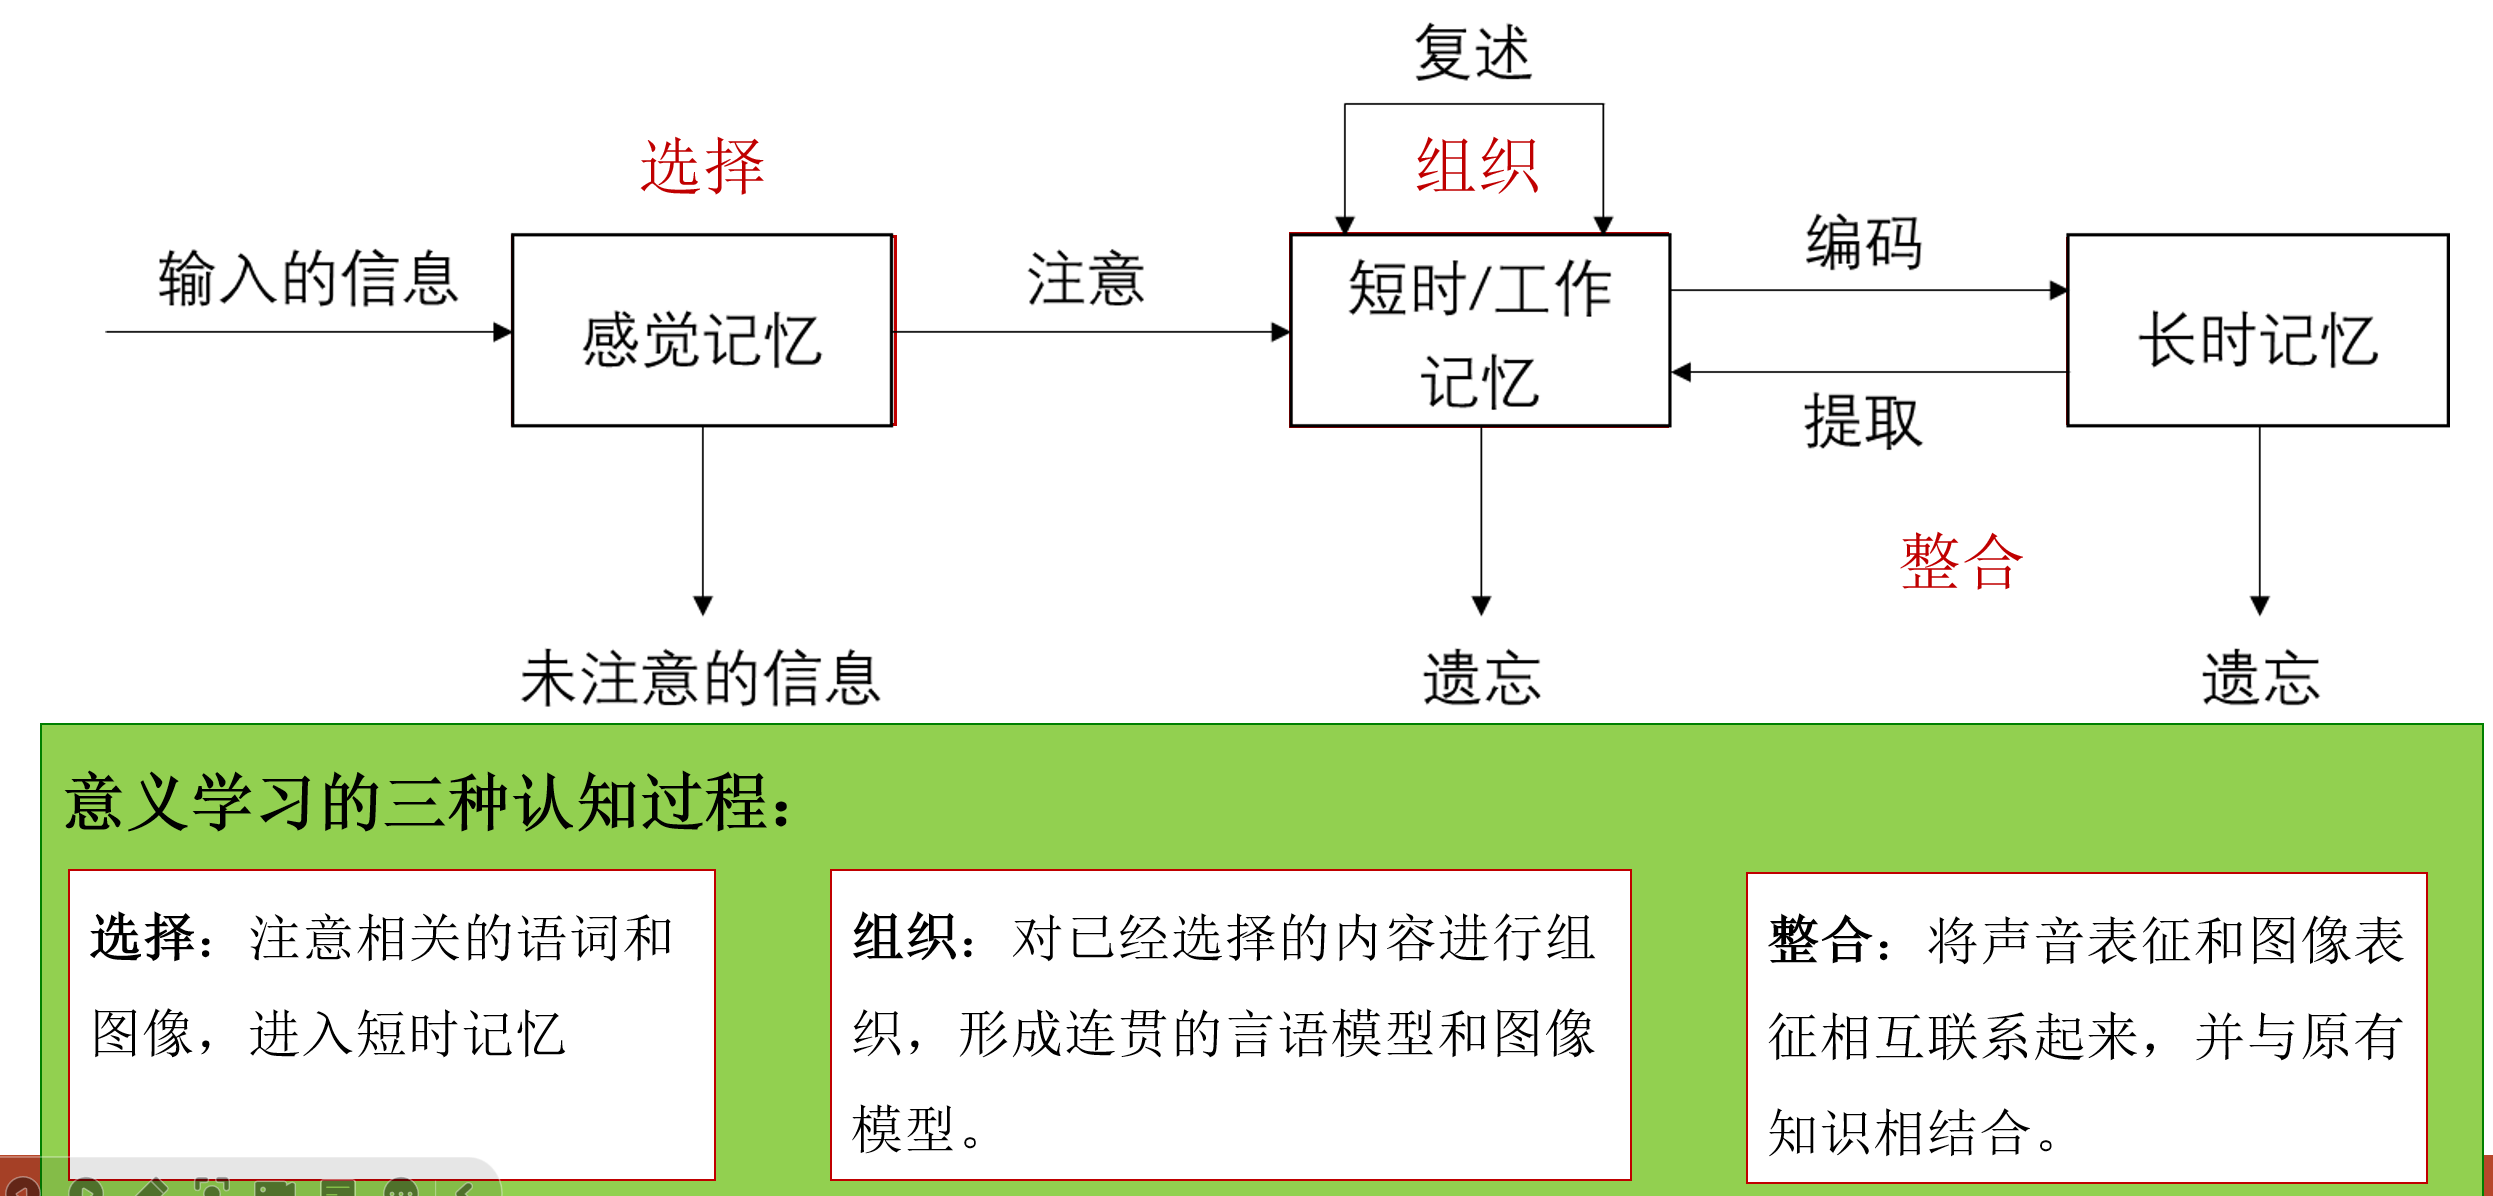 复述
选择
组织
输入的信息
感觉记忆
注意
短时/工作
记忆
编码
提取
长时记忆
整合
未注意的信息
遗忘
遗忘
意义学习的三种认知过程：
选择：注意相关的语词和
图像，进入短时记忆
组织：对已经选择的内容进行组
织，形成连贯的言语模型和图像
模型。
整合：将声音表征和图像表
征相互联系起来，并与原有
知识相结合。